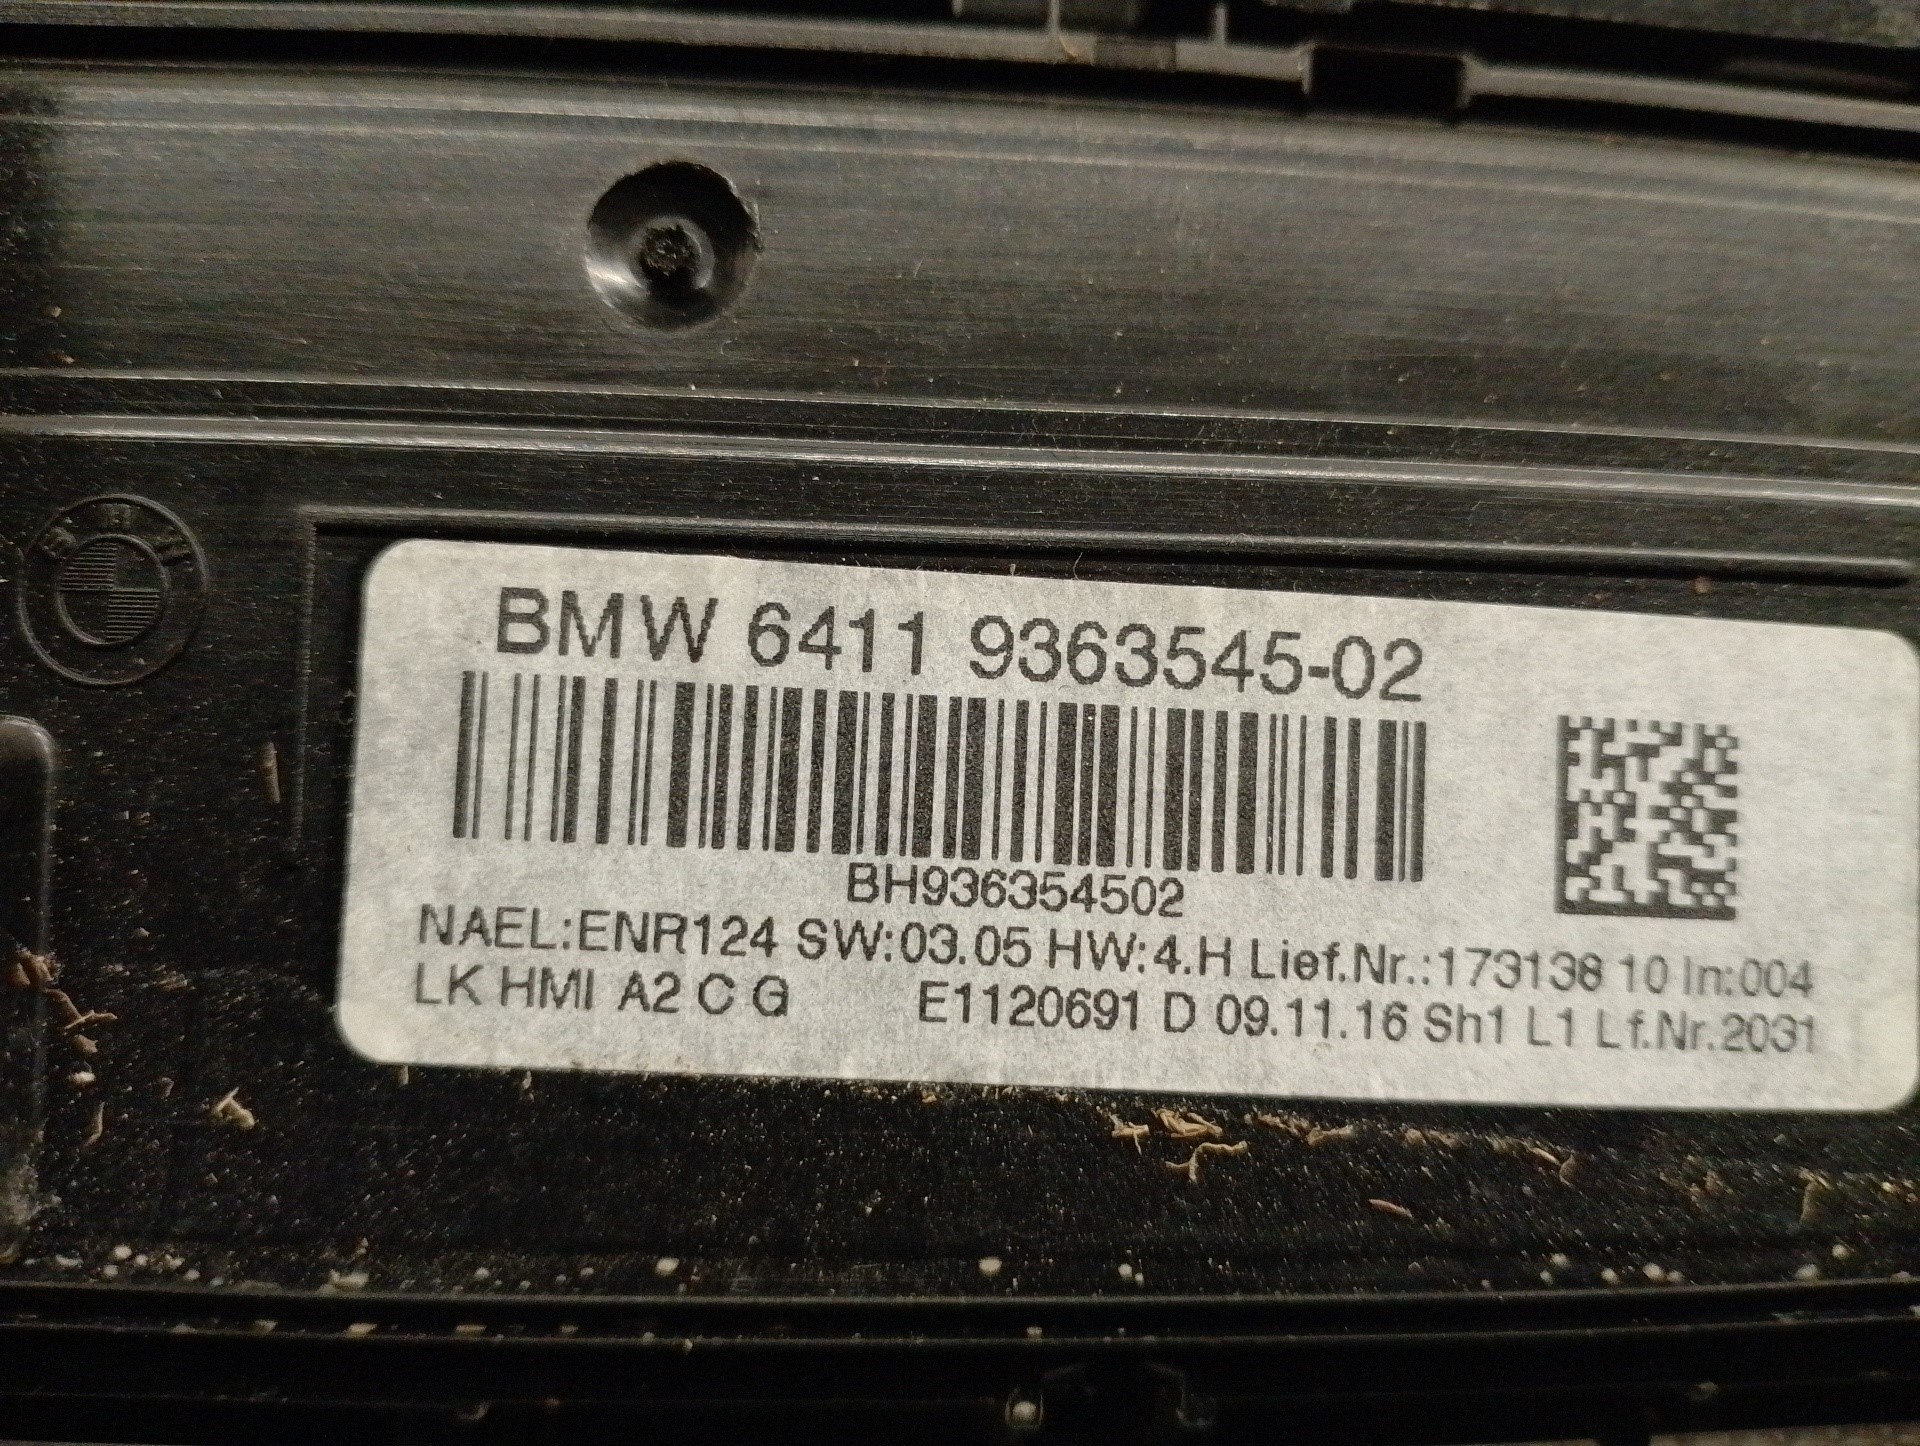 BMW
BMW 6411 9363545-02
BH936354502
NAEL:ENR124 SW:03.05 HW:4.H Lief.Nr.:173138 10 In:004
LK HMI A2 C G E1120691 D 09.11.16 Sh1 L1 Lf.Nr.2031